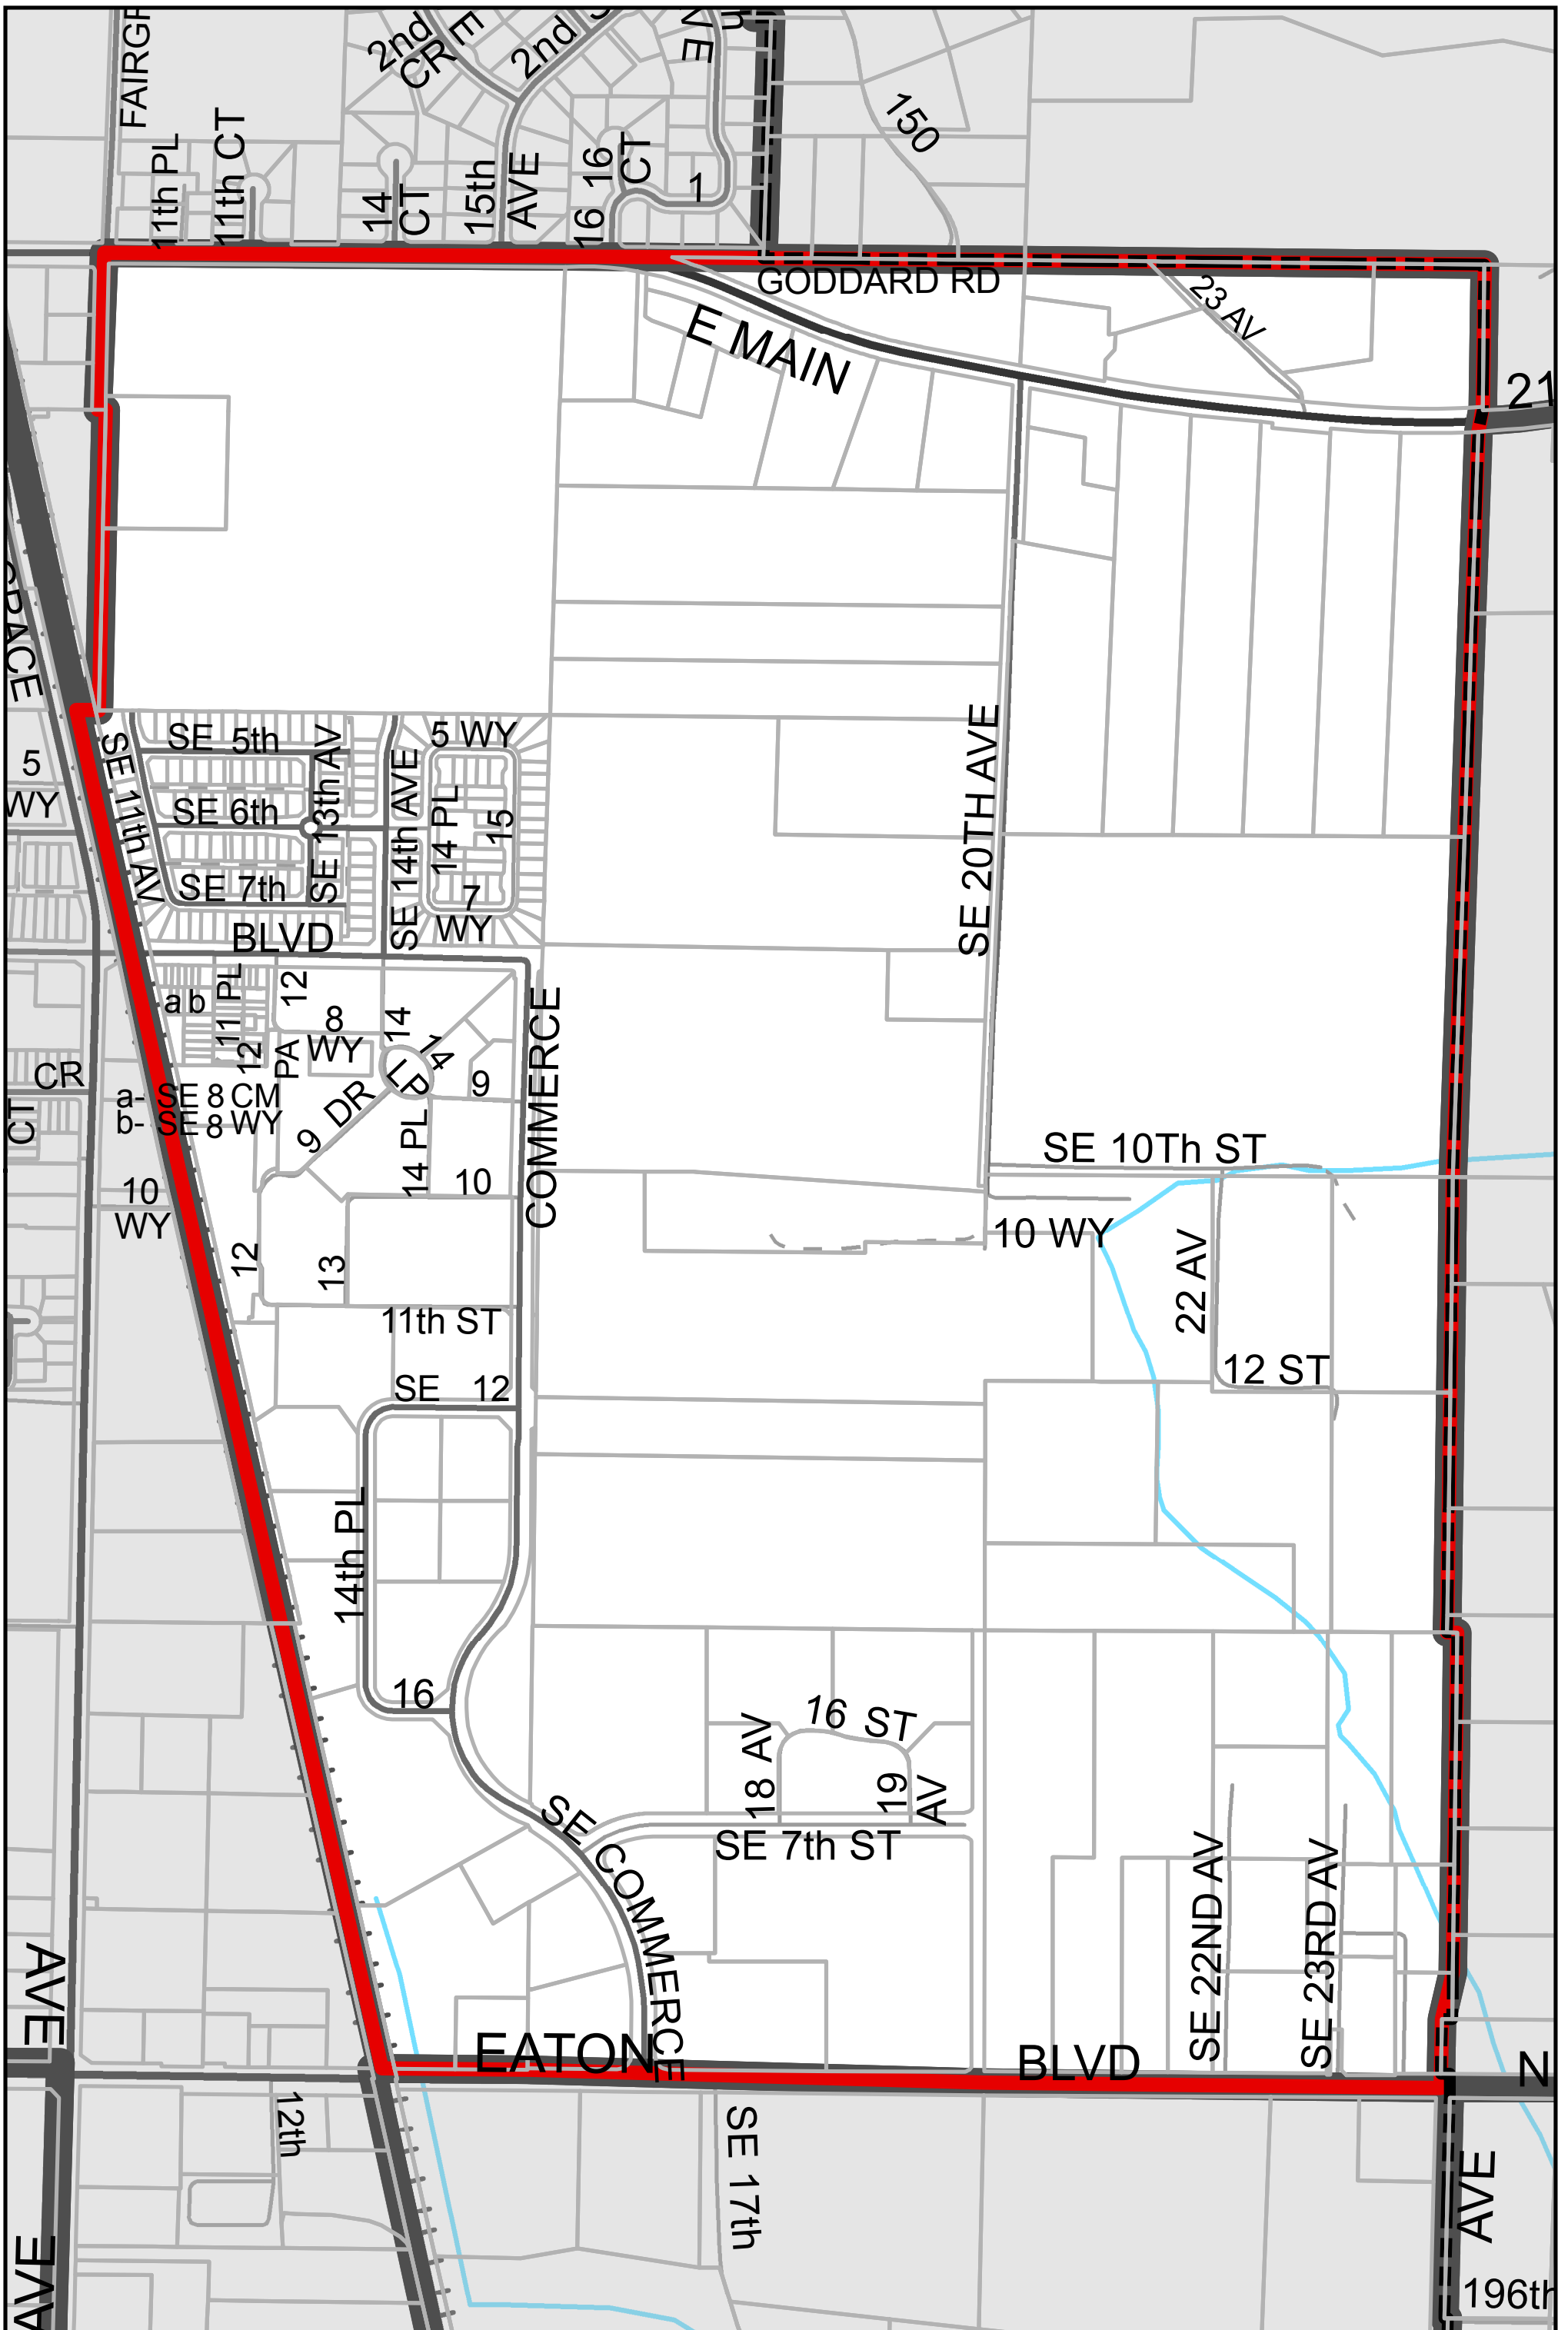 FAIRGR
2nd
CR
E
2nd
VE
150
11th PL
11th CT
14
CT
15th
AVE
16
CT
16
1
GODDARD RD
23 AV
E MAIN
21
5
WY
SE 5th
SE 6th
SE 7th
SE 11th AV
SE 13th AV
SE 14th AVE
5 WY
14 PL
15
7
WY
SE 20TH AVE
BLVD
a b
11 PL
12
12
PA
8
WY
14
14
LP
9 DR
9
14 PL
10
COMMERCE
CR
CT
a- SE 8 CM
b- SE 8 WY
10
WY
12
13
11th ST
SE 12
SE 10Th ST
10 WY
22 AV
12 ST
14th PL
16
16 ST
18 AV
19
AV
SE 7th ST
SE COMMERCE
SE 22ND AV
SE 23RD AV
AVE
EATON
BLVD
N
12th
SE 17th
AVE
AVE
196th